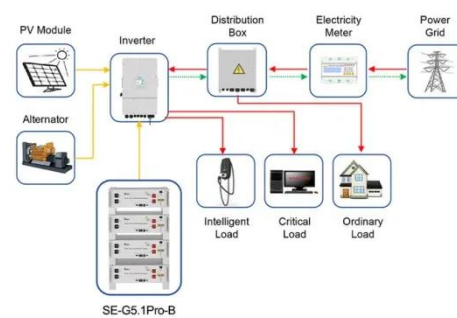 PV Module
Inverter
Distribution
Box
Electricity
Meter
Power
Grid
Alternator
Intelligent
Load
Critical
Load
Ordinary
Load
SE-G5.1Pro-B